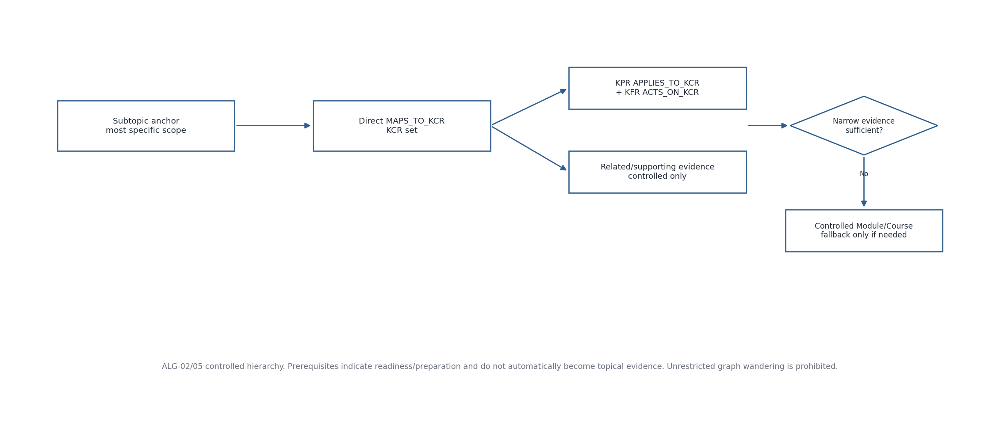 Subtopic anchor
most specific scope
Direct MAPS_TO_KCR
KCR set
KPR APPLIES_TO_KCR
+ KFR ACTS_ON_KCR
Related/supporting evidence
controlled only
Narrow evidence
sufficient?
No
Controlled Module/Course
fallback only if needed
ALG-02/05 controlled hierarchy. Prerequisites indicate readiness/preparation and do not automatically become topical evidence. Unrestricted graph wandering is prohibited.